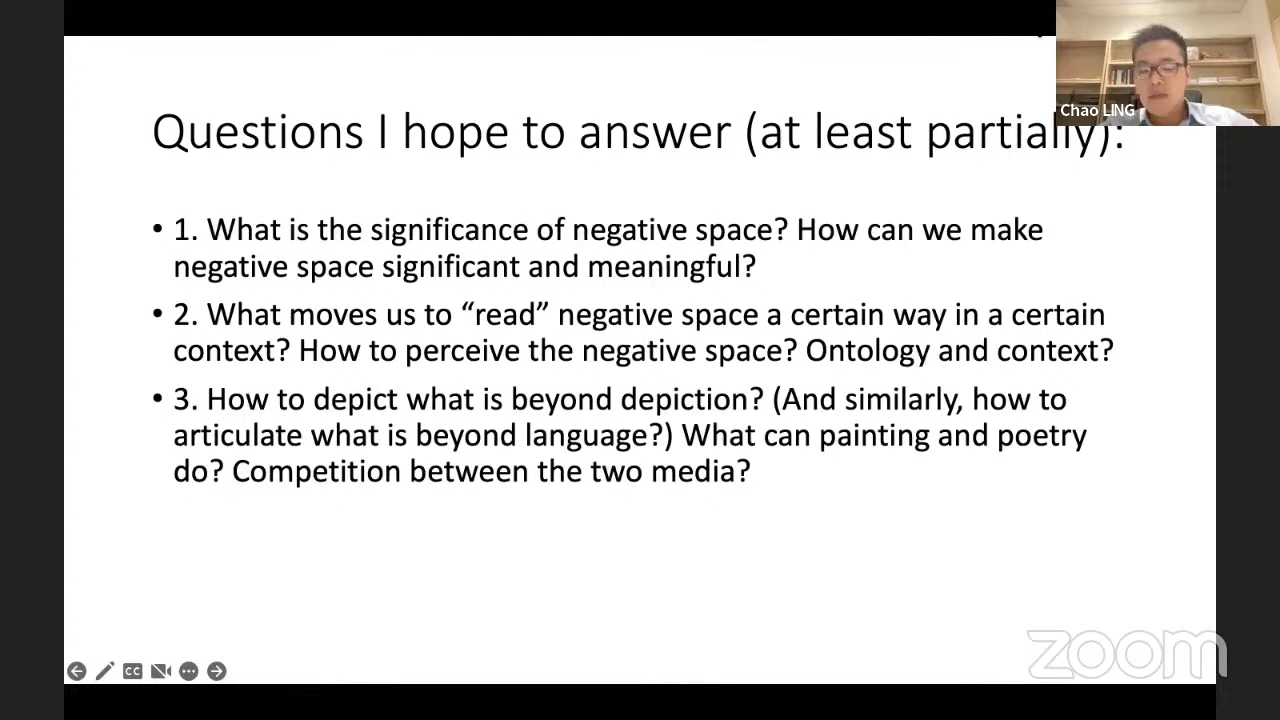 Chao LING
Questions I hope to answer (at least partially):
• 1. What is the significance of negative space? How can we make
negative space significant and meaningful?
• 2. What moves us to “read” negative space a certain way in a certain
context? How to perceive the negative space? Ontology and context?
• 3. How to depict what is beyond depiction? (And similarly, how to
articulate what is beyond language?) What can painting and poetry
do? Competition between the two media?
CC
zoom